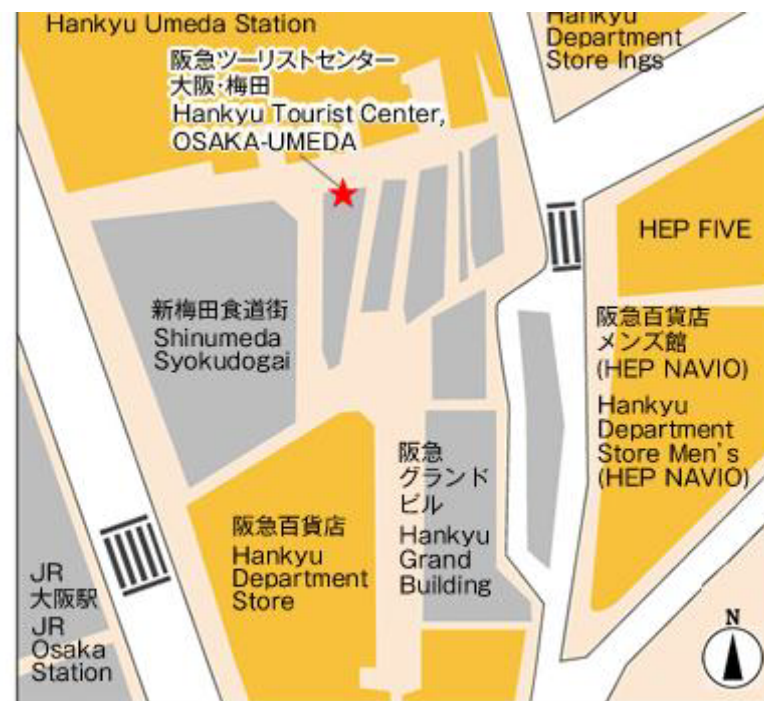 Hankyu Umeda Station
阪急ツーリストセンター
大阪・梅田
Hankyu Tourist Center,
OSAKA-UMEDA
Hankyu
Department
Store Ings
HEP FIVE
新梅田食道街
Shinumeda
Syokudogai
阪急百貨店
メンズ館
(HEP NAVIO)
Hankyu
Department
Store Men's
(HEP NAVIO)
阪急
グランド
ビル
Hankyu
Grand
Building
阪急百貨店
Hankyu
Department
Store
JR
大阪駅
JR
Osaka
Station
N